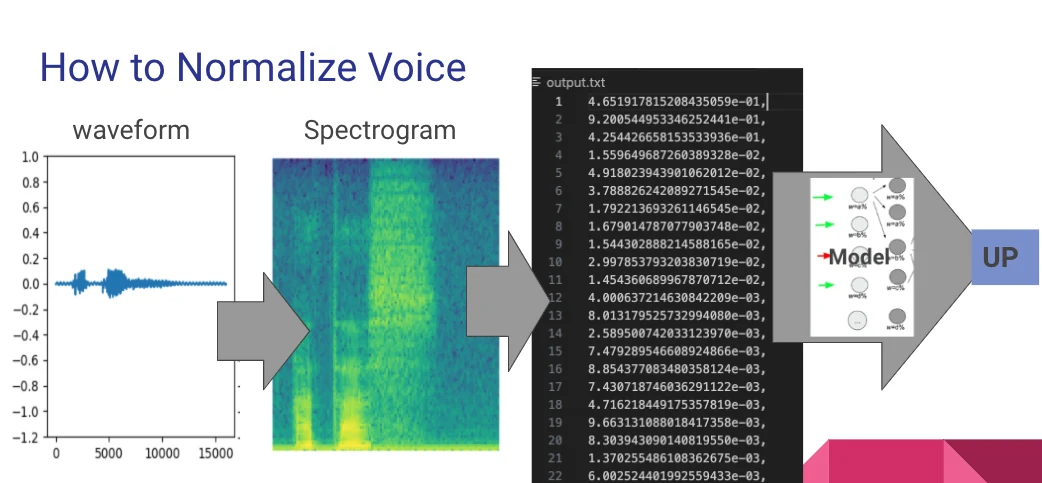 How to Normalize Voice
waveform
Spectrogram
1.0
0.8
0.6
0.4
0.2
0.0
−0.2
−0.4
−0.6
−0.8
−1.0
−1.2
0 5000 10000 15000
output.txt
1 4.651917815208435059e-01,
2 9.200544953346252441e-01,
3 4.254426658153533936e-01,
4 1.559649687260389328e-02,
5 4.918023943901062012e-02,
6 3.788826242089271545e-02,
7 1.792213693261146545e-02,
8 1.679014787077903748e-02,
9 1.544302888214588165e-02,
10 2.997853793203830719e-02,
11 1.454360689967870712e-02,
12 4.000637214630842209e-03,
13 8.013179525732994080e-03,
14 2.589500742033123970e-03,
15 7.479289546608924866e-03,
16 8.854377083480358124e-03,
17 7.430718746036291122e-03,
18 4.716218449175357819e-03,
19 9.663131088018417358e-03,
20 8.303943090140819550e-03,
21 1.370255486108362675e-03,
22 6.002524401992559433e-03,
w=a% w=a%
w=b% w=a%
Model
w=d% w=c%
... w=d%
UP